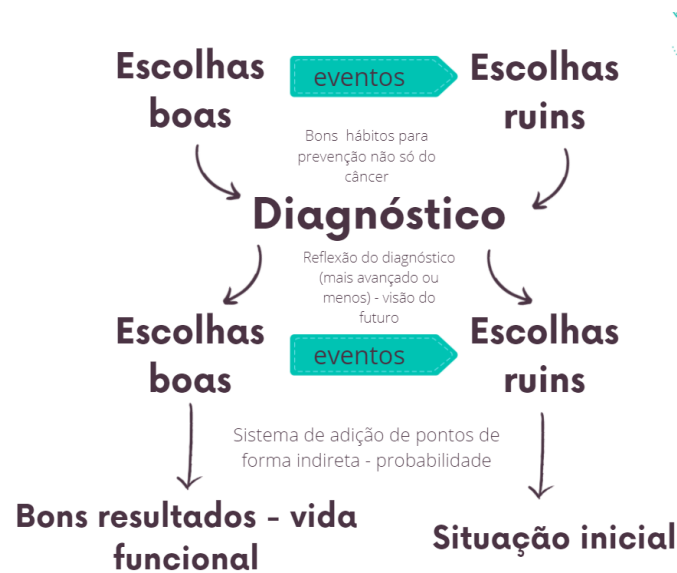 Escolhas
boas
eventos
Escolhas
ruins
Bons hábitos para
prevenção não só do
câncer
Diagnóstico
Reflexão do diagnóstico
(mais avançado ou
menos) - visão do
futuro
Escolhas
boas
eventos
Escolhas
ruins
Sistema de adição de pontos de
forma indireta - probabilidade
Bons resultados - vida
funcional
Situação inicial